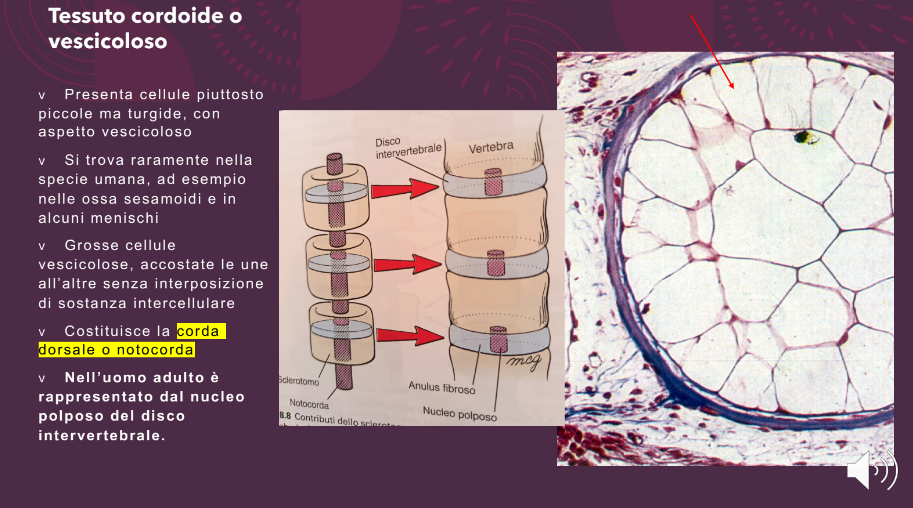 Tessuto cordoide o
vescicoloso
v Presenta cellule piuttosto
piccole ma turgide, con
aspetto vescicoloso
v Si trova raramente nella
specie umana, ad esempio
nelle ossa sesamoidi e in
alcuni menischi
v Grosse cellule
vescicolose, accostate le une
all'altre senza interposizione
di sostanza intercellulare
v Costituisce la corda
dorsale o notocorda
v Nell'uomo adulto è
rappresentato dal nucleo
polposo del disco
intervertebrale.
Disco
intervertebrale
Vertebra
Sclerotomo
Notocorda
Anulus fibroso
Nucleo polposo
mcg
8.8 Contributi dello